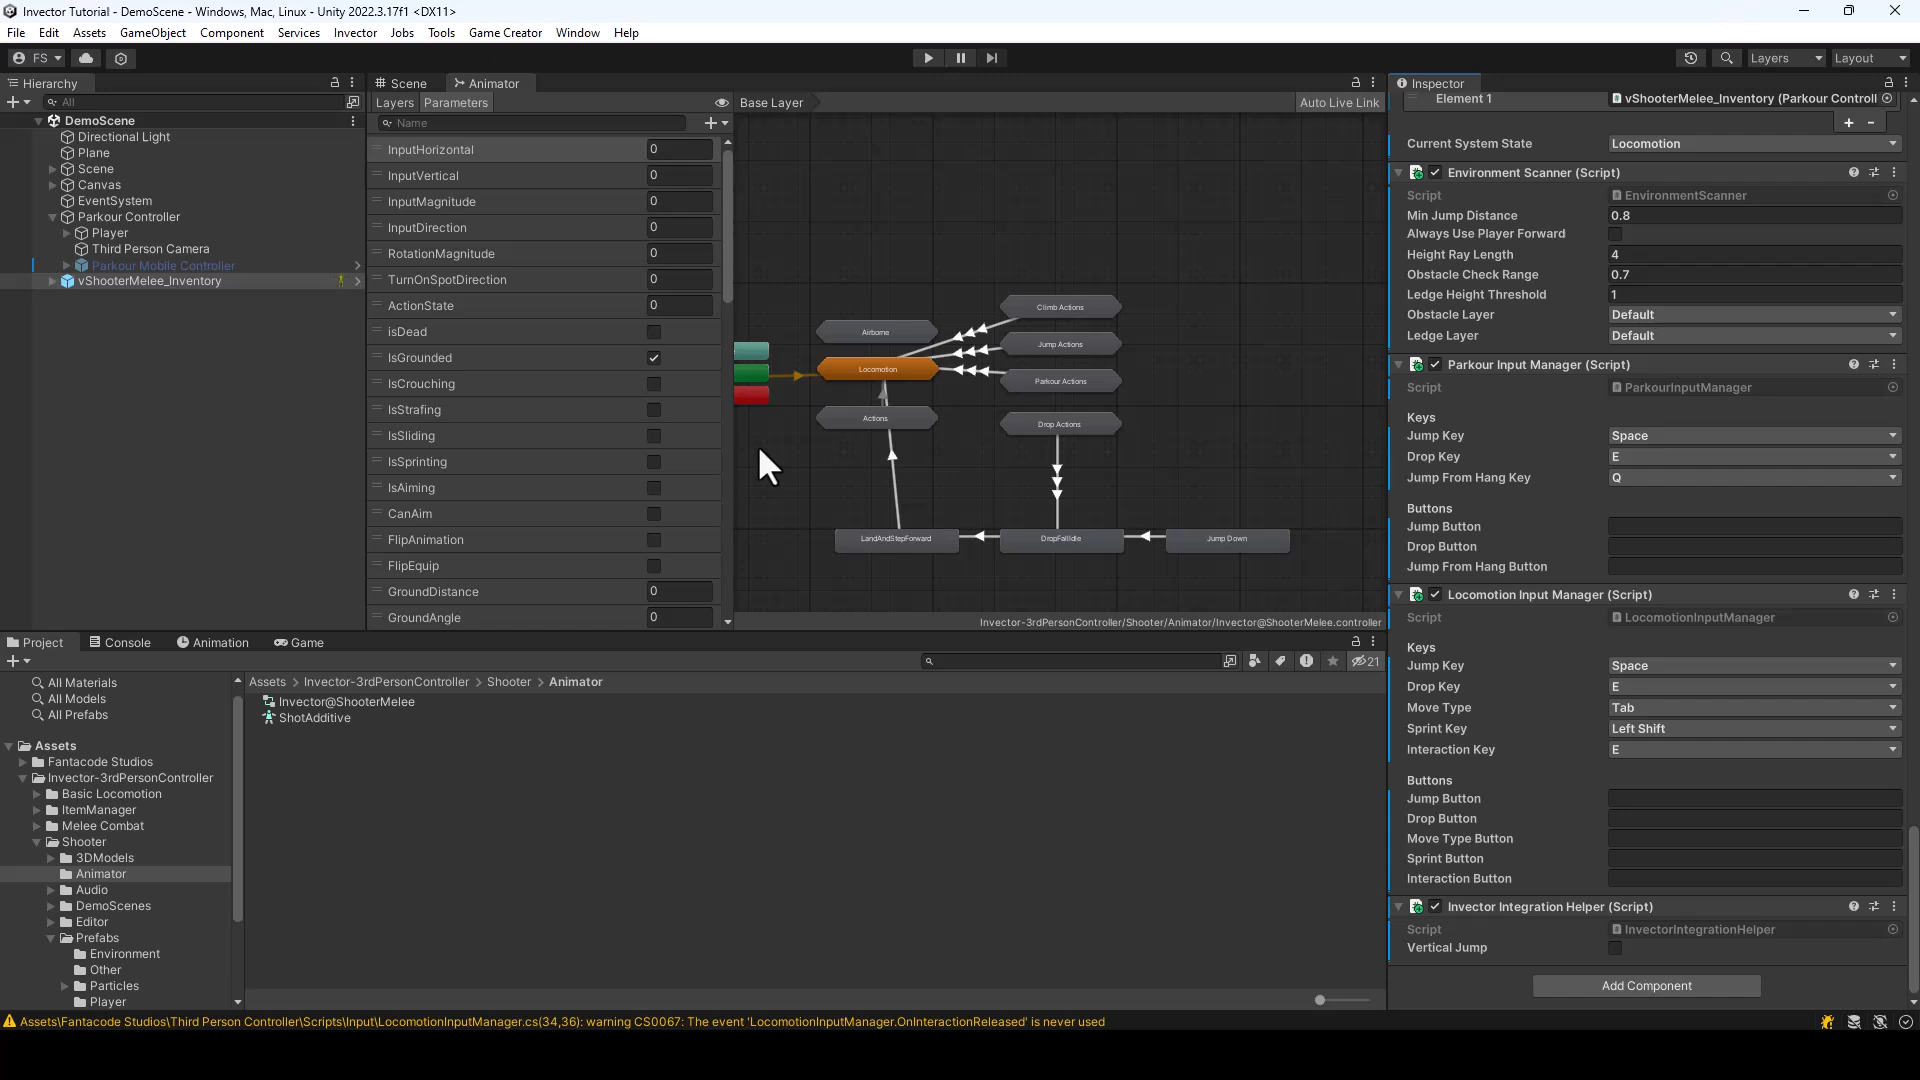 Invector Tutorial - DemoScene - Windows, Mac, Linux - Unity 2022.3.17f1 <DX11>
File Edit Assets GameObject Component Services Invector Jobs Tools Game Creator Window Help
FS
Layers Layout
Hierarchy
All
DemoScene
Directional Light
Plane
Scene
Canvas
EventSystem
Parkour Controller
Player
Third Person Camera
Parkour Mobile Controller
vShooterMelee_Inventory
Scene Animator
Layers Parameters
Base Layer
Auto Live Link
Name
InputHorizontal 0
InputVertical 0
InputMagnitude 0
InputDirection 0
RotationMagnitude 0
TurnOnSpotDirection 0
ActionState 0
isDead
IsGrounded
IsCrouching
IsStrafing
IsSliding
IsSprinting
IsAiming
CanAim
FlipAnimation
FlipEquip
GroundDistance 0
GroundAngle 0
Climb Actions
Airborne
Jump Actions
Locomotion
Parkour Actions
Actions
Drop Actions
LandAndStepForward
DropFallIdle
Jump Down
Invector-3rdPersonController/Shooter/Animator/Invector@ShooterMelee.controller
Inspector
Element 1 vShooterMelee_Inventory (Parkour Controll
Current System State Locomotion
Environment Scanner (Script)
Script EnvironmentScanner
Min Jump Distance 0.8
Always Use Player Forward
Height Ray Length 4
Obstacle Check Range 0.7
Ledge Height Threshold 1
Obstacle Layer Default
Ledge Layer Default
Parkour Input Manager (Script)
Script ParkourInputManager
Keys
Jump Key Space
Drop Key E
Jump From Hang Key Q
Buttons
Jump Button
Drop Button
Jump From Hang Button
Locomotion Input Manager (Script)
Script LocomotionInputManager
Keys
Jump Key Space
Drop Key E
Move Type Tab
Sprint Key Left Shift
Interaction Key E
Buttons
Jump Button
Drop Button
Move Type Button
Sprint Button
Interaction Button
Invector Integration Helper (Script)
Script InvectorIntegrationHelper
Vertical Jump
Add Component
Project Console Animation Game
21
All Materials
All Models
All Prefabs
Assets
Fantacode Studios
Invector-3rdPersonController
Basic Locomotion
ItemManager
Melee Combat
Shooter
3DModels
Animator
Audio
DemoScenes
Editor
Prefabs
Environment
Other
Particles
Player
Assets > Invector-3rdPersonController > Shooter > Animator
Invector@ShooterMelee
ShotAdditive
Assets\Fantacode Studios\Third Person Controller\Scripts\Input\LocomotionInputManager.cs(34,36): warning CS0067: The event 'LocomotionInputManager.OnInteractionReleased' is never used